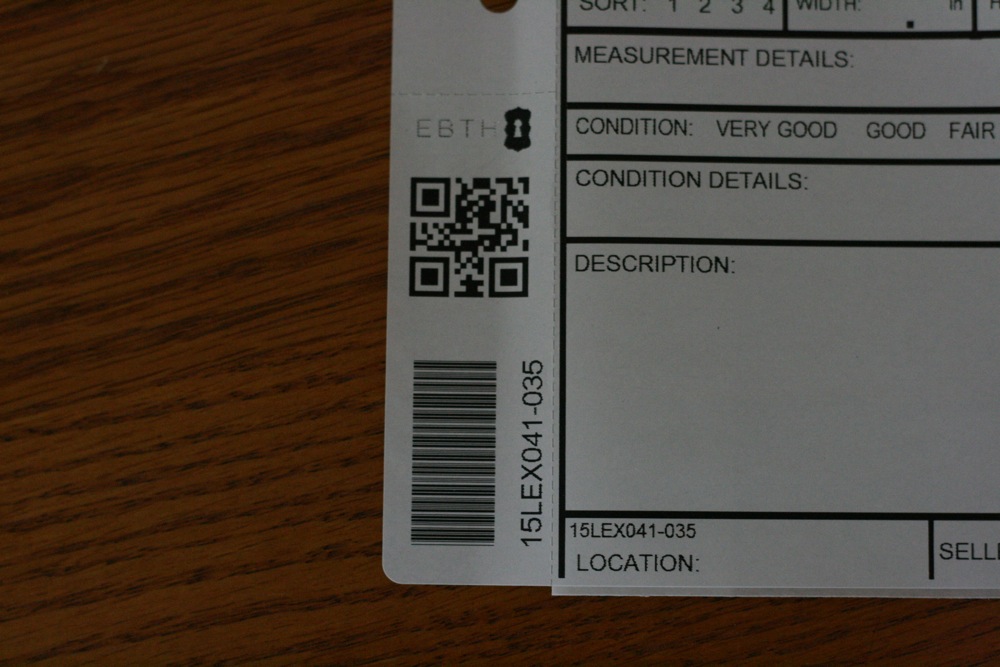 SORT: 1 2 3 4
WIDTH: . in
H
MEASUREMENT DETAILS:
EBTH
CONDITION: VERY GOOD GOOD FAIR
CONDITION DETAILS:
DESCRIPTION:
15LEX041-035
15LEX041-035
LOCATION:
SELL